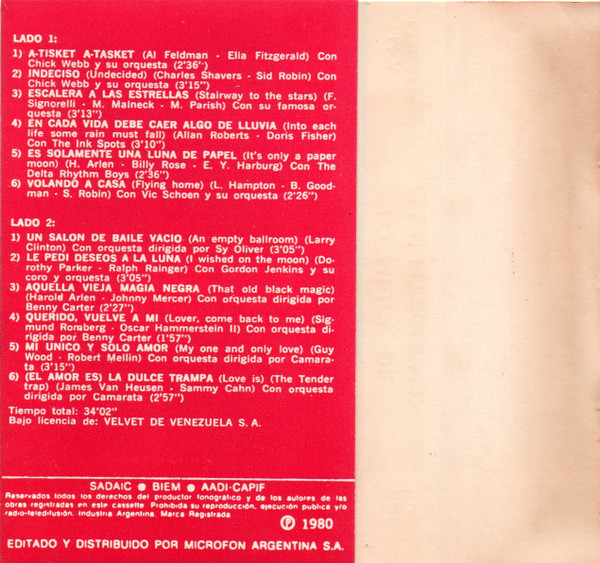 LADO 1:
1) A-TISKET A-TASKET (Al Feldman - Ella Fitzgerald) Con
Chick Webb y su orquesta (2'36")
2) INDECISO (Undecided) (Charles Shavers - Sid Robin) Con
Chick Webb y su orquesta (3'15")
3) ESCALERA A LAS ESTRELLAS (Stairway to the stars) (F.
Signorelli - M. Malneck - M. Parish) Con su famosa or-
questa (3'13")
4) EN CADA VIDA DEBE CAER ALGO DE LLUVIA (Into each
life some rain must fall) (Allan Roberts - Doris Fisher)
Con The Ink Spots (3'10")
5) ES SOLAMENTE UNA LUNA DE PAPEL (It's only a paper
moon) (H. Arlen - Billy Rose - E. Y. Harburg) Con The
Delta Rhythm Boys (2'36")
6) VOLANDO A CASA (Flying home) (L. Hampton - B. Good-
man - S. Robin) Con Vic Schoen y su orquesta (2'26")
LADO 2:
1) UN SALON DE BAILE VACIO (An empty ballroom) (Larry
Clinton) Con orquesta dirigida por Sy Oliver (3'05")
2) LE PEDI DESEOS A LA LUNA (I wished on the moon) (Do-
rothy Parker - Ralph Rainger) Con Gordon Jenkins y su
coro y orquesta (3'05")
3) AQUELLA VIEJA MAGIA NEGRA (That old black magic)
(Harold Arlen - Johnny Mercer) Con orquesta dirigida por
Benny Carter (2'27")
4) QUERIDO, VUELVE A MI (Lover, come back to me) (Sig-
mund Romberg - Oscar Hammerstein II) Con orquesta di-
rigida por Benny Carter (1'57")
5) MI UNICO Y SOLO AMOR (My one and only love) (Guy
Wood - Robert Mellin) Con orquesta dirigida por Camara-
ta (3'15")
6) (EL AMOR ES) LA DULCE TRAMPA (Love is) (The Tender
trap) (James Van Heusen - Sammy Cahn) Con orquesta
dirigida por Camarata (2'57")
Tiempo total: 34'02"
Bajo licencia de: VELVET DE VENEZUELA S. A.
SADAIC ● BIEM ● AADI-CAPIF
Reservados todos los derechos del productor fonográfico y de los autores de las
obras registradas en este cassette. Prohibida su reproducción, ejecución pública y/o
radio-teledifusión. Industria Argentina. Marca Registrada
℗ 1980
EDITADO Y DISTRIBUIDO POR MICROFON ARGENTINA S.A.